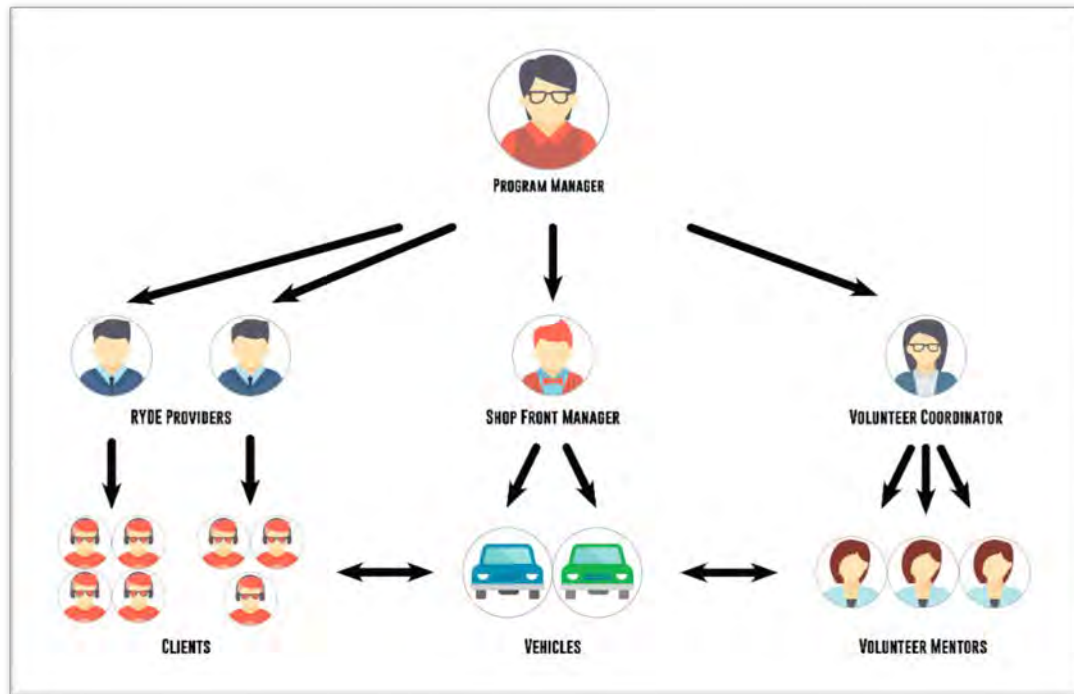 PROGRAM MANAGER
RYDE PROVIDERS
SHOP FRONT MANAGER
VOLUNTEER COORDINATOR
CLIENTS
VEHICLES
VOLUNTEER MENTORS